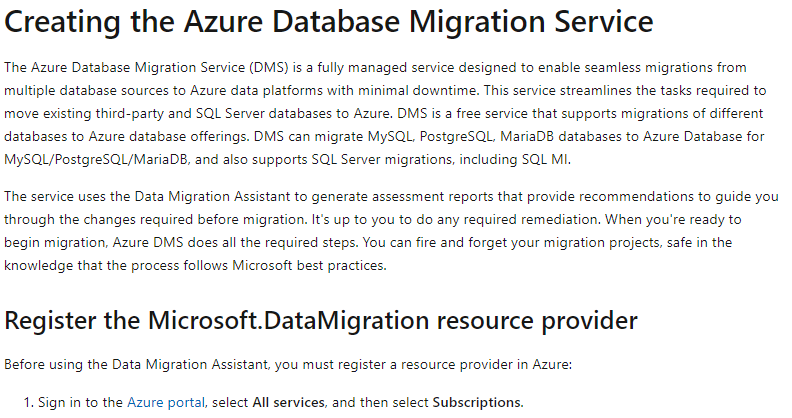 Creating the Azure Database Migration Service
The Azure Database Migration Service (DMS) is a fully managed service designed to enable seamless migrations from
multiple database sources to Azure data platforms with minimal downtime. This service streamlines the tasks required to
move existing third-party and SQL Server databases to Azure. DMS is a free service that supports migrations of different
databases to Azure database offerings. DMS can migrate MySQL, PostgreSQL, MariaDB databases to Azure Database for
MySQL/PostgreSQL/MariaDB, and also supports SQL Server migrations, including SQL MI.
The service uses the Data Migration Assistant to generate assessment reports that provide recommendations to guide you
through the changes required before migration. It's up to you to do any required remediation. When you're ready to
begin migration, Azure DMS does all the required steps. You can fire and forget your migration projects, safe in the
knowledge that the process follows Microsoft best practices.
Register the Microsoft.DataMigration resource provider
Before using the Data Migration Assistant, you must register a resource provider in Azure:
1. Sign in to the Azure portal, select All services, and then select Subscriptions.